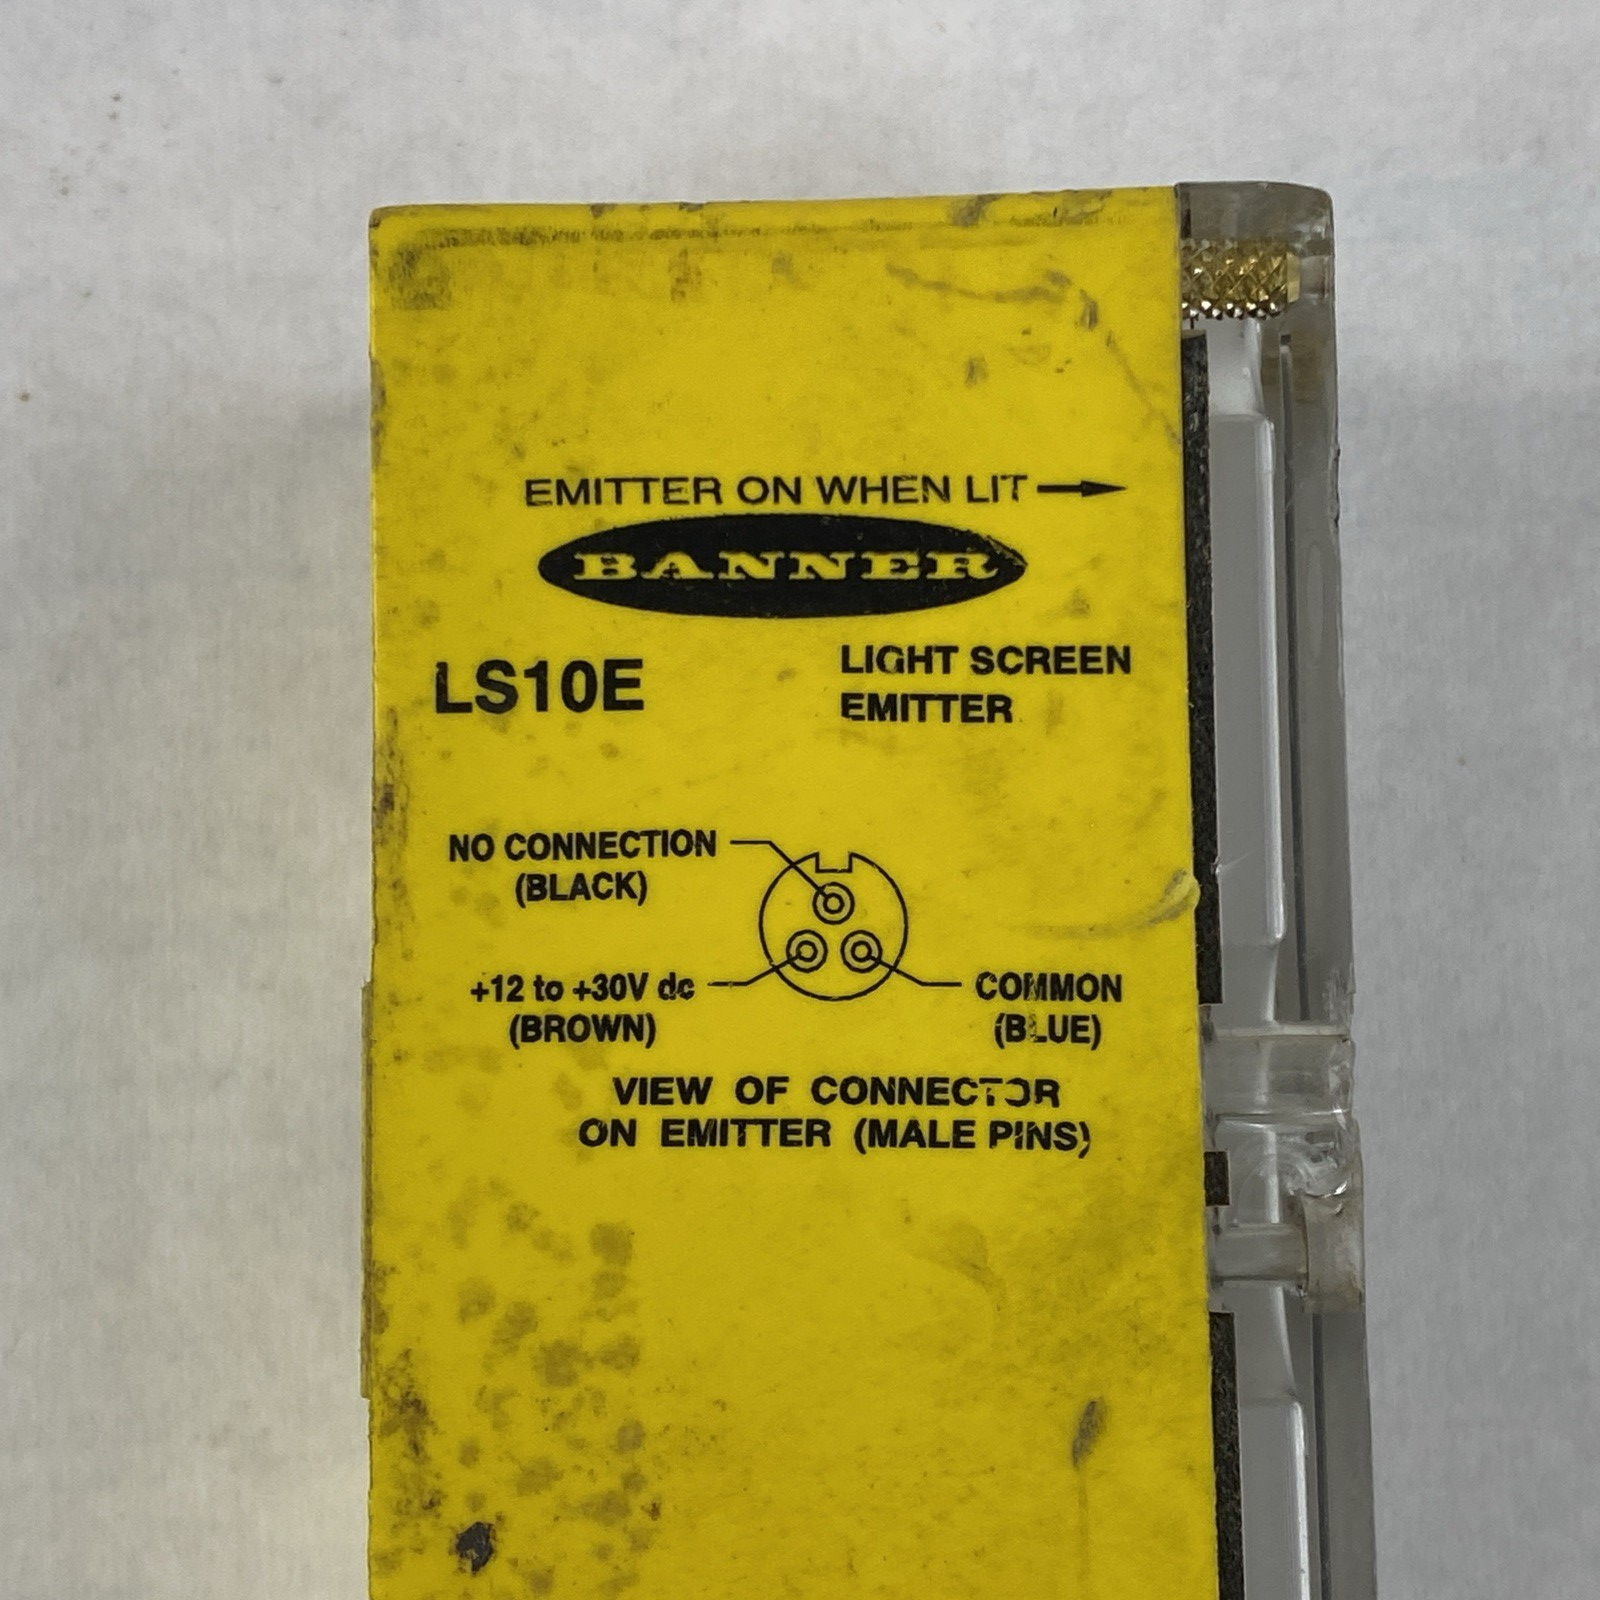 EMITTER ON WHEN LIT
BANNER
LS10E
LIGHT SCREEN
EMITTER
NO CONNECTION
(BLACK)
+12 to +30V dc
(BROWN)
COMMON
(BLUE)
VIEW OF CONNECTOR
ON EMITTER (MALE PINS)